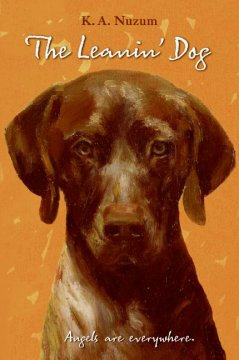 K. A. Nuzum
The Leanin' Dog
Angels are everywhere.